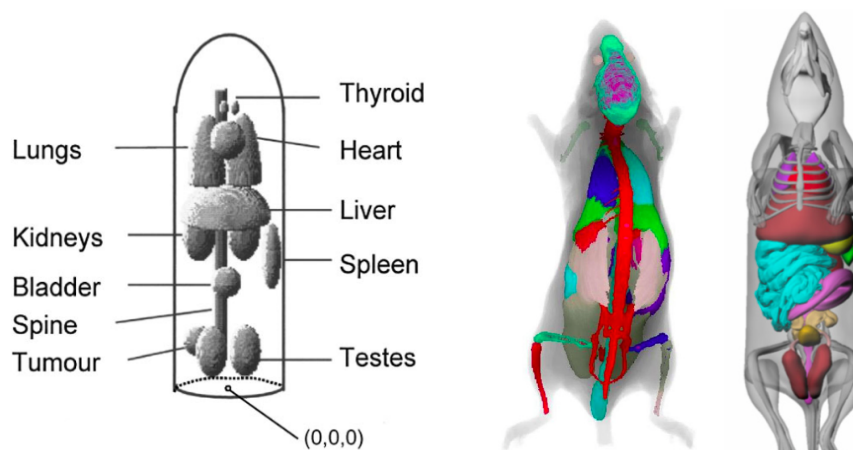 Thyroid
Lungs
Heart
Liver
Kidneys
Spleen
Bladder
Spine
Tumour
Testes
(0,0,0)